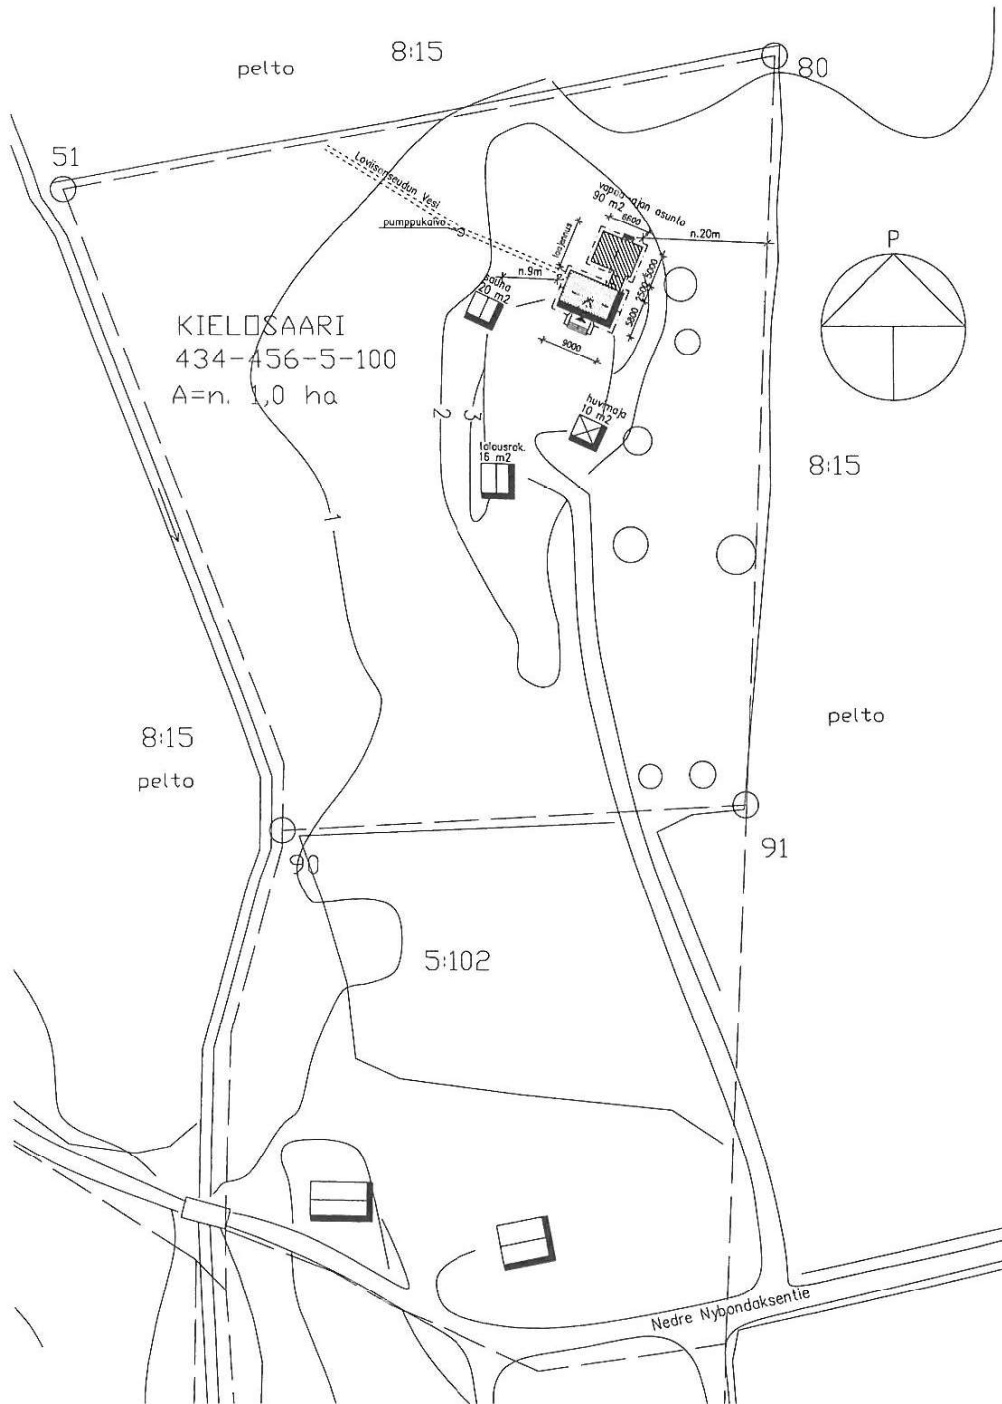 8:15
pelto
80
51
Loviisanseudun Vesi
pumppukaivo
vapaa-ajan asunto
90 m2
6600
laajennus
n.20m
P
n.9m
sauna
20 m2
5000
2500
5800
9000
KIELOSAARI
434-456-5-100
A=n. 1,0 ha
2
3
huvimaja
10 m2
talousrak.
16 m2
8:15
1
pelto
8:15
pelto
90
91
5:102
Nedre Nybondaksentie